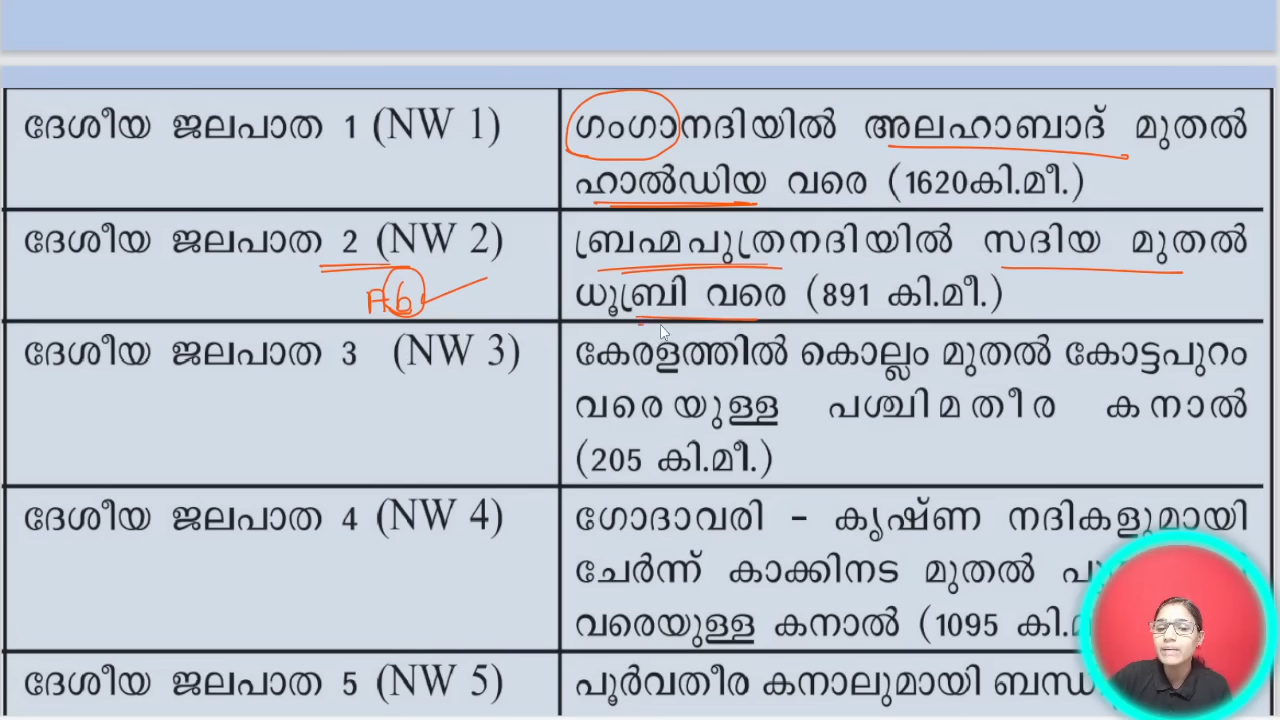 ദേശീയ ജലപാത 1 (NW 1)
ഗംഗാനദിയിൽ അലഹാബാദ് മുതൽ
ഹാൽഡിയ വരെ (1620കി.മീ.)
ദേശീയ ജലപാത 2 (NW 2)
ബ്രഹ്മപുത്രനദിയിൽ സദിയ മുതൽ
ധൂബ്രി വരെ (891 കി.മീ.)
ദേശീയ ജലപാത 3 (NW 3)
കേരളത്തിൽ കൊല്ലം മുതൽ കോട്ടപുറം
വരെയുള്ള പശ്ചിമതീര കനാൽ
(205 കി.മീ.)
ദേശീയ ജലപാത 4 (NW 4)
ഗോദാവരി - കൃഷ്ണ നദികളുമായി
ചേർന്ന് കാക്കിനട മുതൽ
വരെയുള്ള കനാൽ (1095
ദേശീയ ജലപാത 5 (NW 5)
പൂർവതീര കനാലുമായി